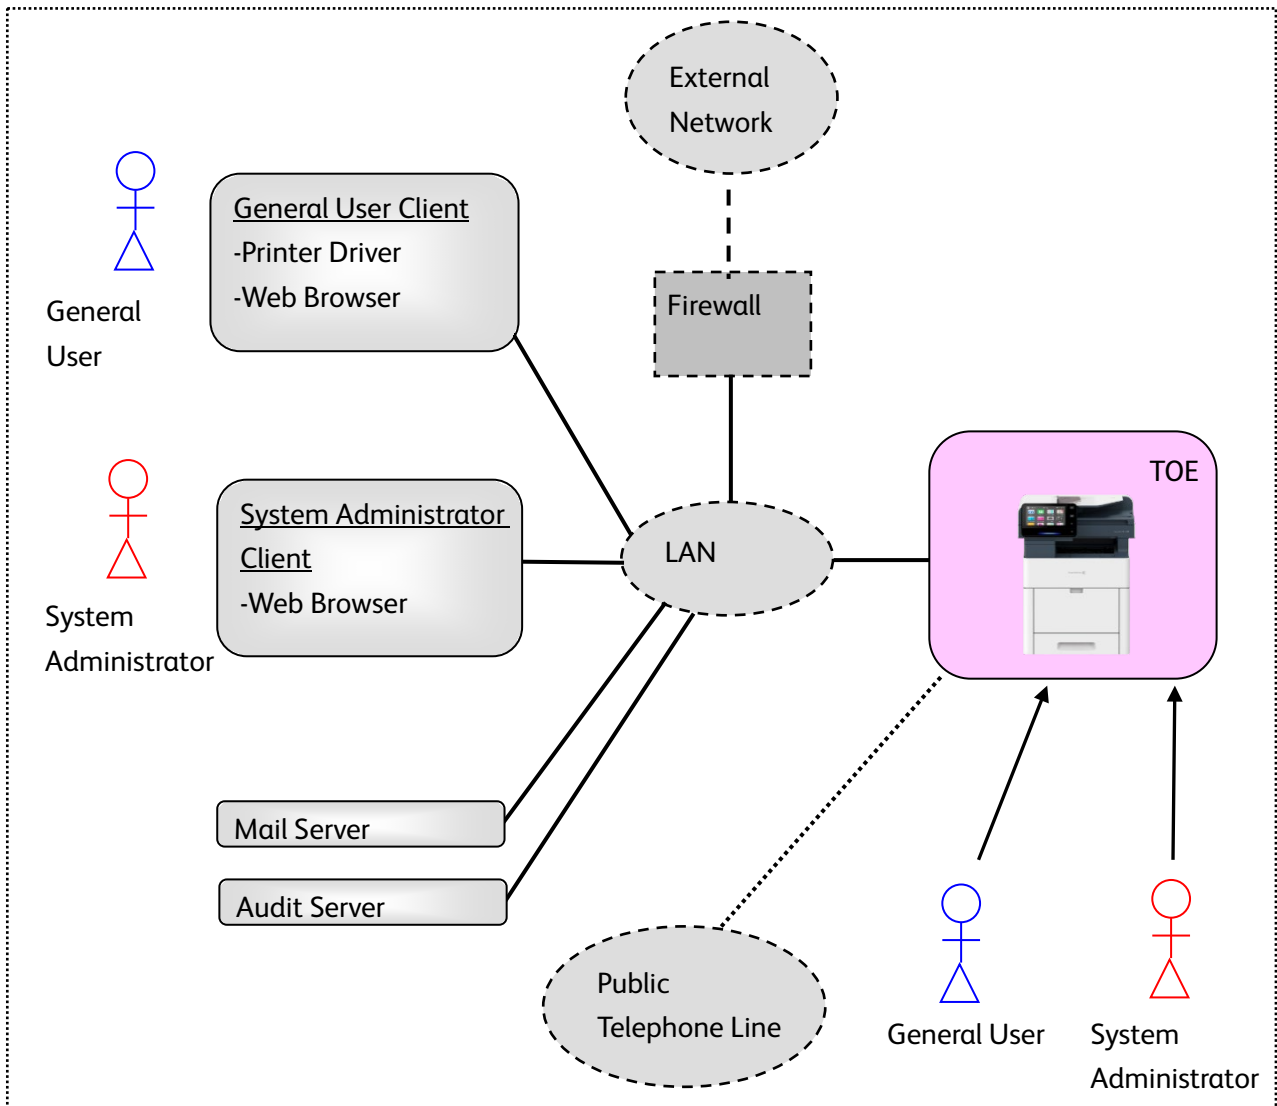 External
Network
General User Client
-Printer Driver
-Web Browser
General
User
Firewall
TOE
System Administrator
Client
-Web Browser
LAN
System
Administrator
Mail Server
Audit Server
Public
Telephone Line
General User
System
Administrator